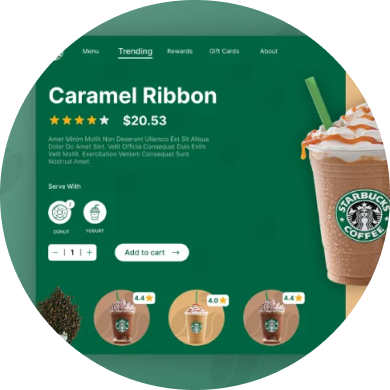 Menu Trending Rewards Gift Cards About
Caramel Ribbon
$20.53
Amet Minim Mollit Non Deserunt Ullamco Est Sit Aliqua
Dolor Do Amet Sint. Velit Officia Consequat Duis Enim
Velit Mollit. Exercitation Veniam Consequat Sunt
Nostrud Amet.
Serve With
DONUT YOGURT
— 1 + Add to cart →
STARBUCKS
COFFEE
4.4 4.0 4.4